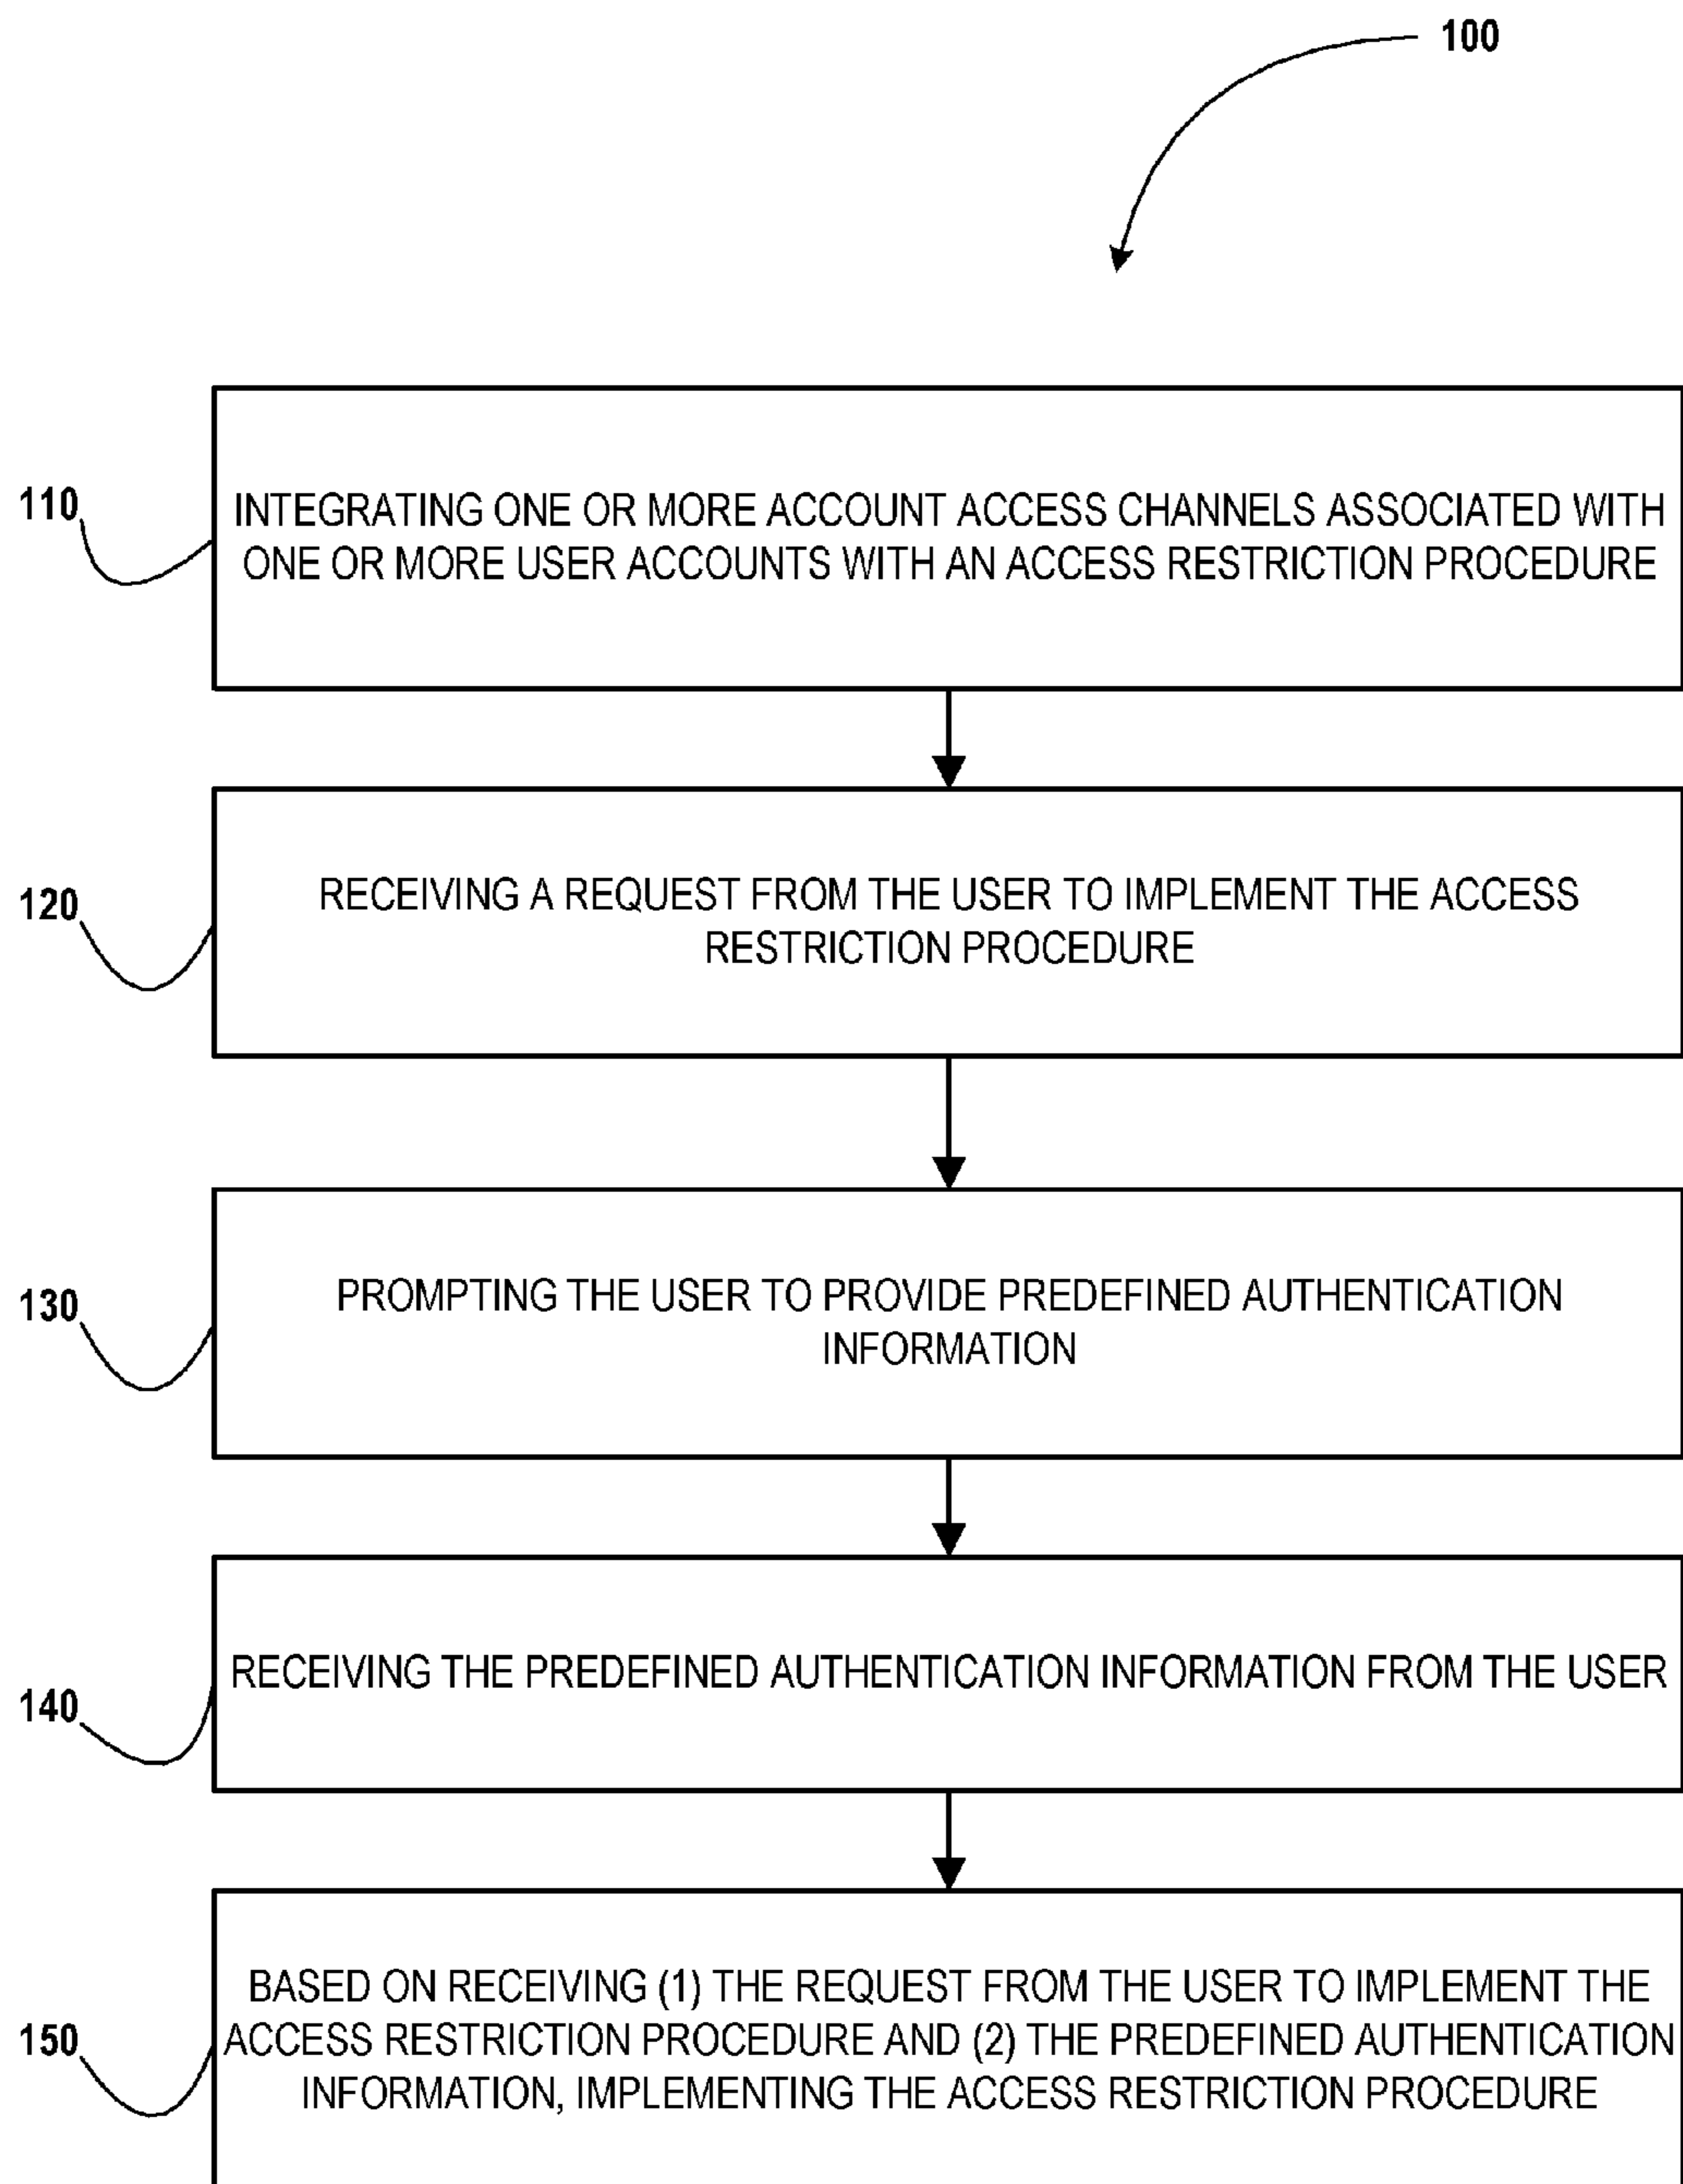 100
110
INTEGRATING ONE OR MORE ACCOUNT ACCESS CHANNELS ASSOCIATED WITH
ONE OR MORE USER ACCOUNTS WITH AN ACCESS RESTRICTION PROCEDURE
120
RECEIVING A REQUEST FROM THE USER TO IMPLEMENT THE ACCESS
RESTRICTION PROCEDURE
130
PROMPTING THE USER TO PROVIDE PREDEFINED AUTHENTICATION
INFORMATION
140
RECEIVING THE PREDEFINED AUTHENTICATION INFORMATION FROM THE USER
150
BASED ON RECEIVING (1) THE REQUEST FROM THE USER TO IMPLEMENT THE
ACCESS RESTRICTION PROCEDURE AND (2) THE PREDEFINED AUTHENTICATION
INFORMATION, IMPLEMENTING THE ACCESS RESTRICTION PROCEDURE